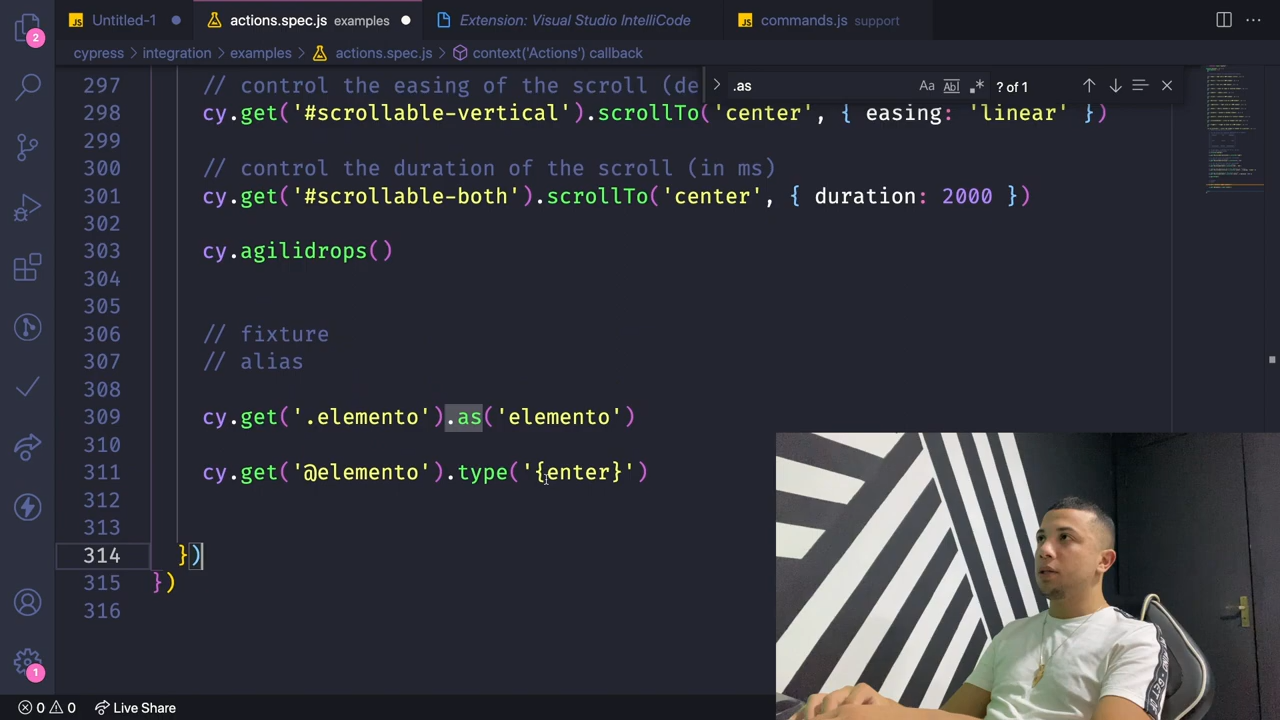 Untitled-1
actions.spec.js examples
Extension: Visual Studio IntelliCode
commands.js support
cypress integration examples actions.spec.js context('Actions') callback
.as
? of 1
297 // control the easing of the scroll (de
298 cy.get('#scrollable-vertical').scrollTo('center', { easing: 'linear' })
299
300 // control the duration of the scroll (in ms)
301 cy.get('#scrollable-both').scrollTo('center', { duration: 2000 })
302
303 cy.agilidrops()
304
305
306 // fixture
307 // alias
308
309 cy.get('.elemento').as('elemento')
310
311 cy.get('@elemento').type('{enter}')
312
313
314 })
315 })
316
2
1
0 0 Live Share